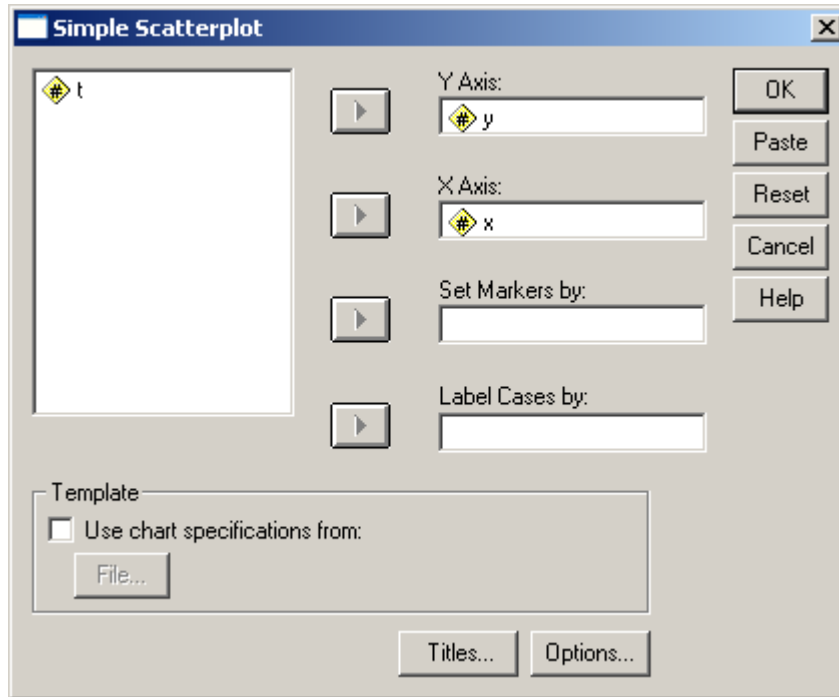 Simple Scatterplot
# t
Y Axis:
# y
X Axis:
# x
Set Markers by:
Label Cases by:
OK
Paste
Reset
Cancel
Help
Template
Use chart specifications from:
File...
Titles...
Options...